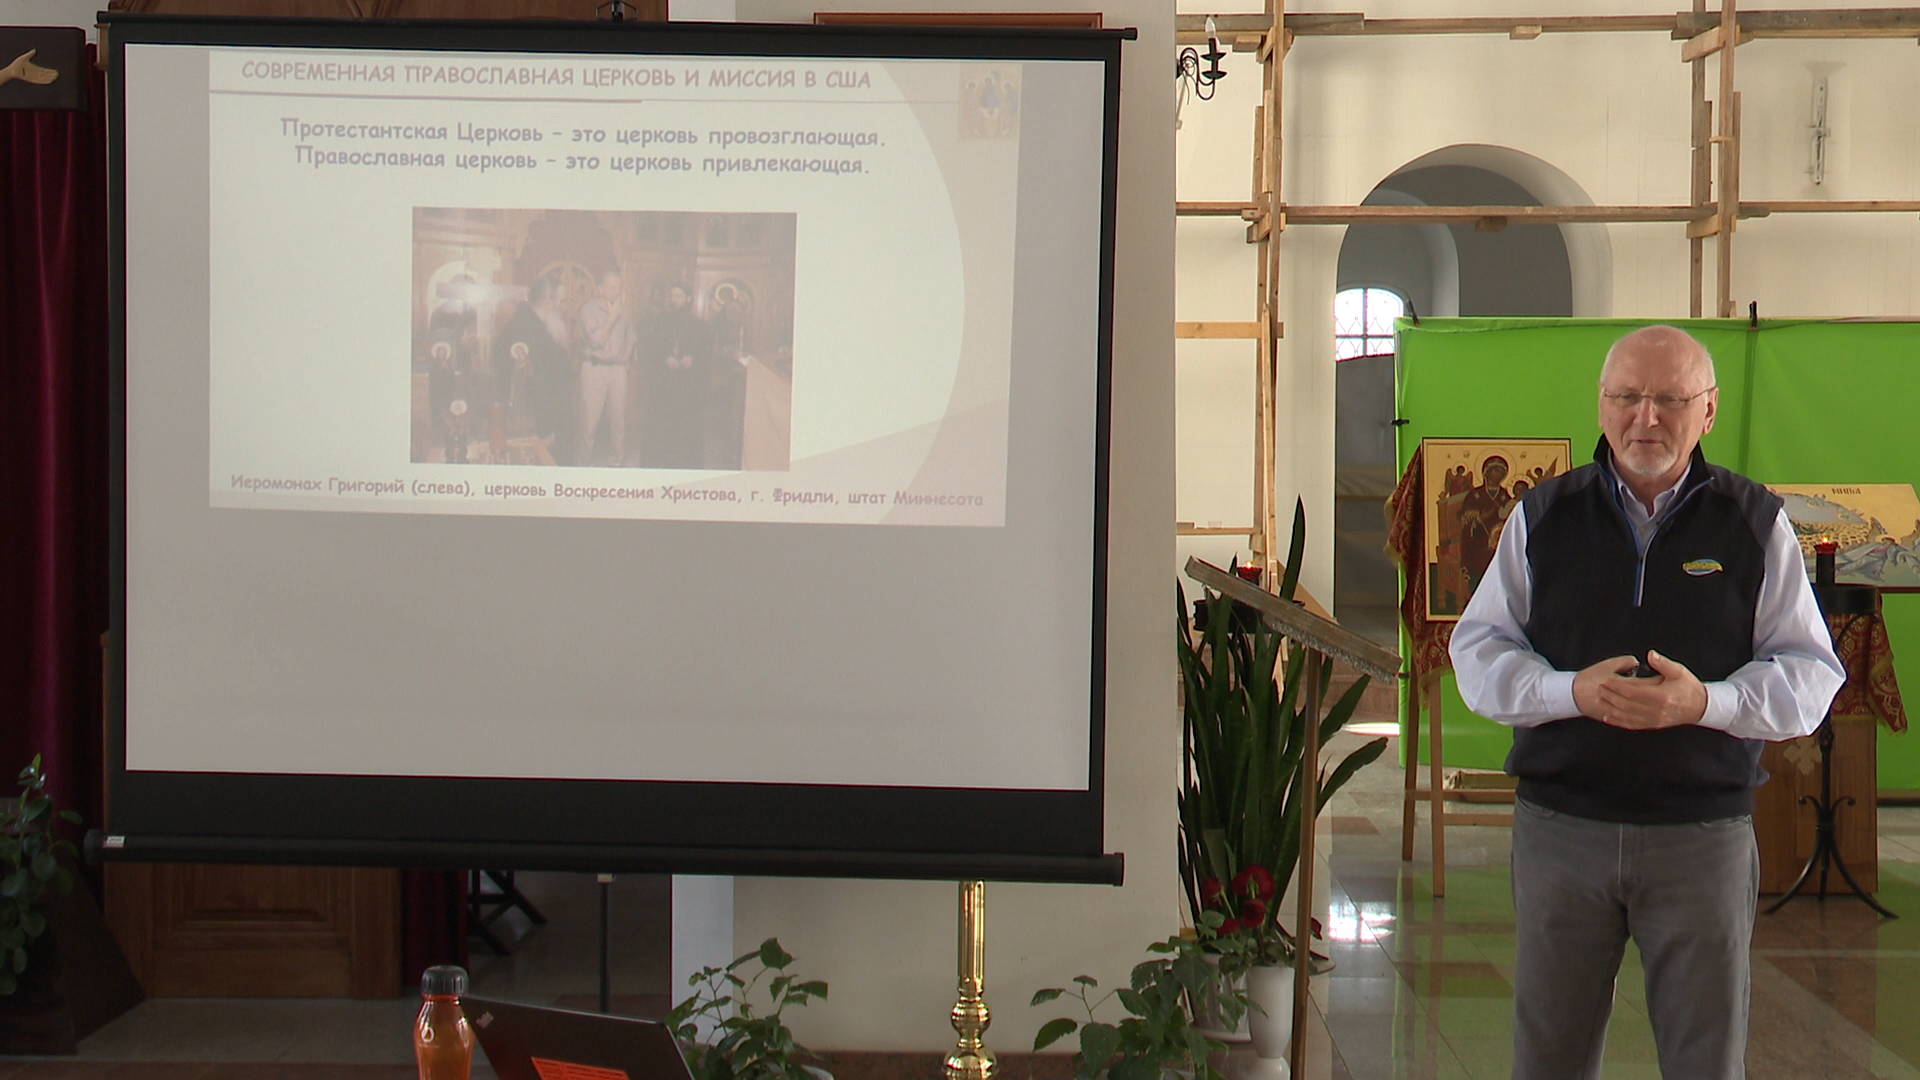 СОВРЕМЕННАЯ ПРАВОСЛАВНАЯ ЦЕРКОВЬ И МИССИЯ В США
Протестантская Церковь – это церковь провозглающая.
Православная церковь – это церковь привлекающая.
Иеромонах Григорий (слева), церковь Воскресения Христова, г. Фридли, штат Миннесота